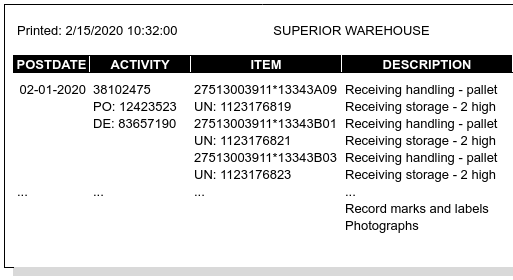 Printed: 2/15/2020 10:32:00 SUPERIOR WAREHOUSE
POSTDATE ACTIVITY ITEM DESCRIPTION
02-01-2020 38102475 27513003911*13343A09 Receiving handling - pallet
PO: 12423523 UN: 1123176819 Receiving storage - 2 high
DE: 83657190 27513003911*13343B01 Receiving handling - pallet
UN: 1123176821 Receiving storage - 2 high
27513003911*13343B03 Receiving handling - pallet
UN: 1123176823 Receiving storage - 2 high
... ... ... ...
Record marks and labels
Photographs